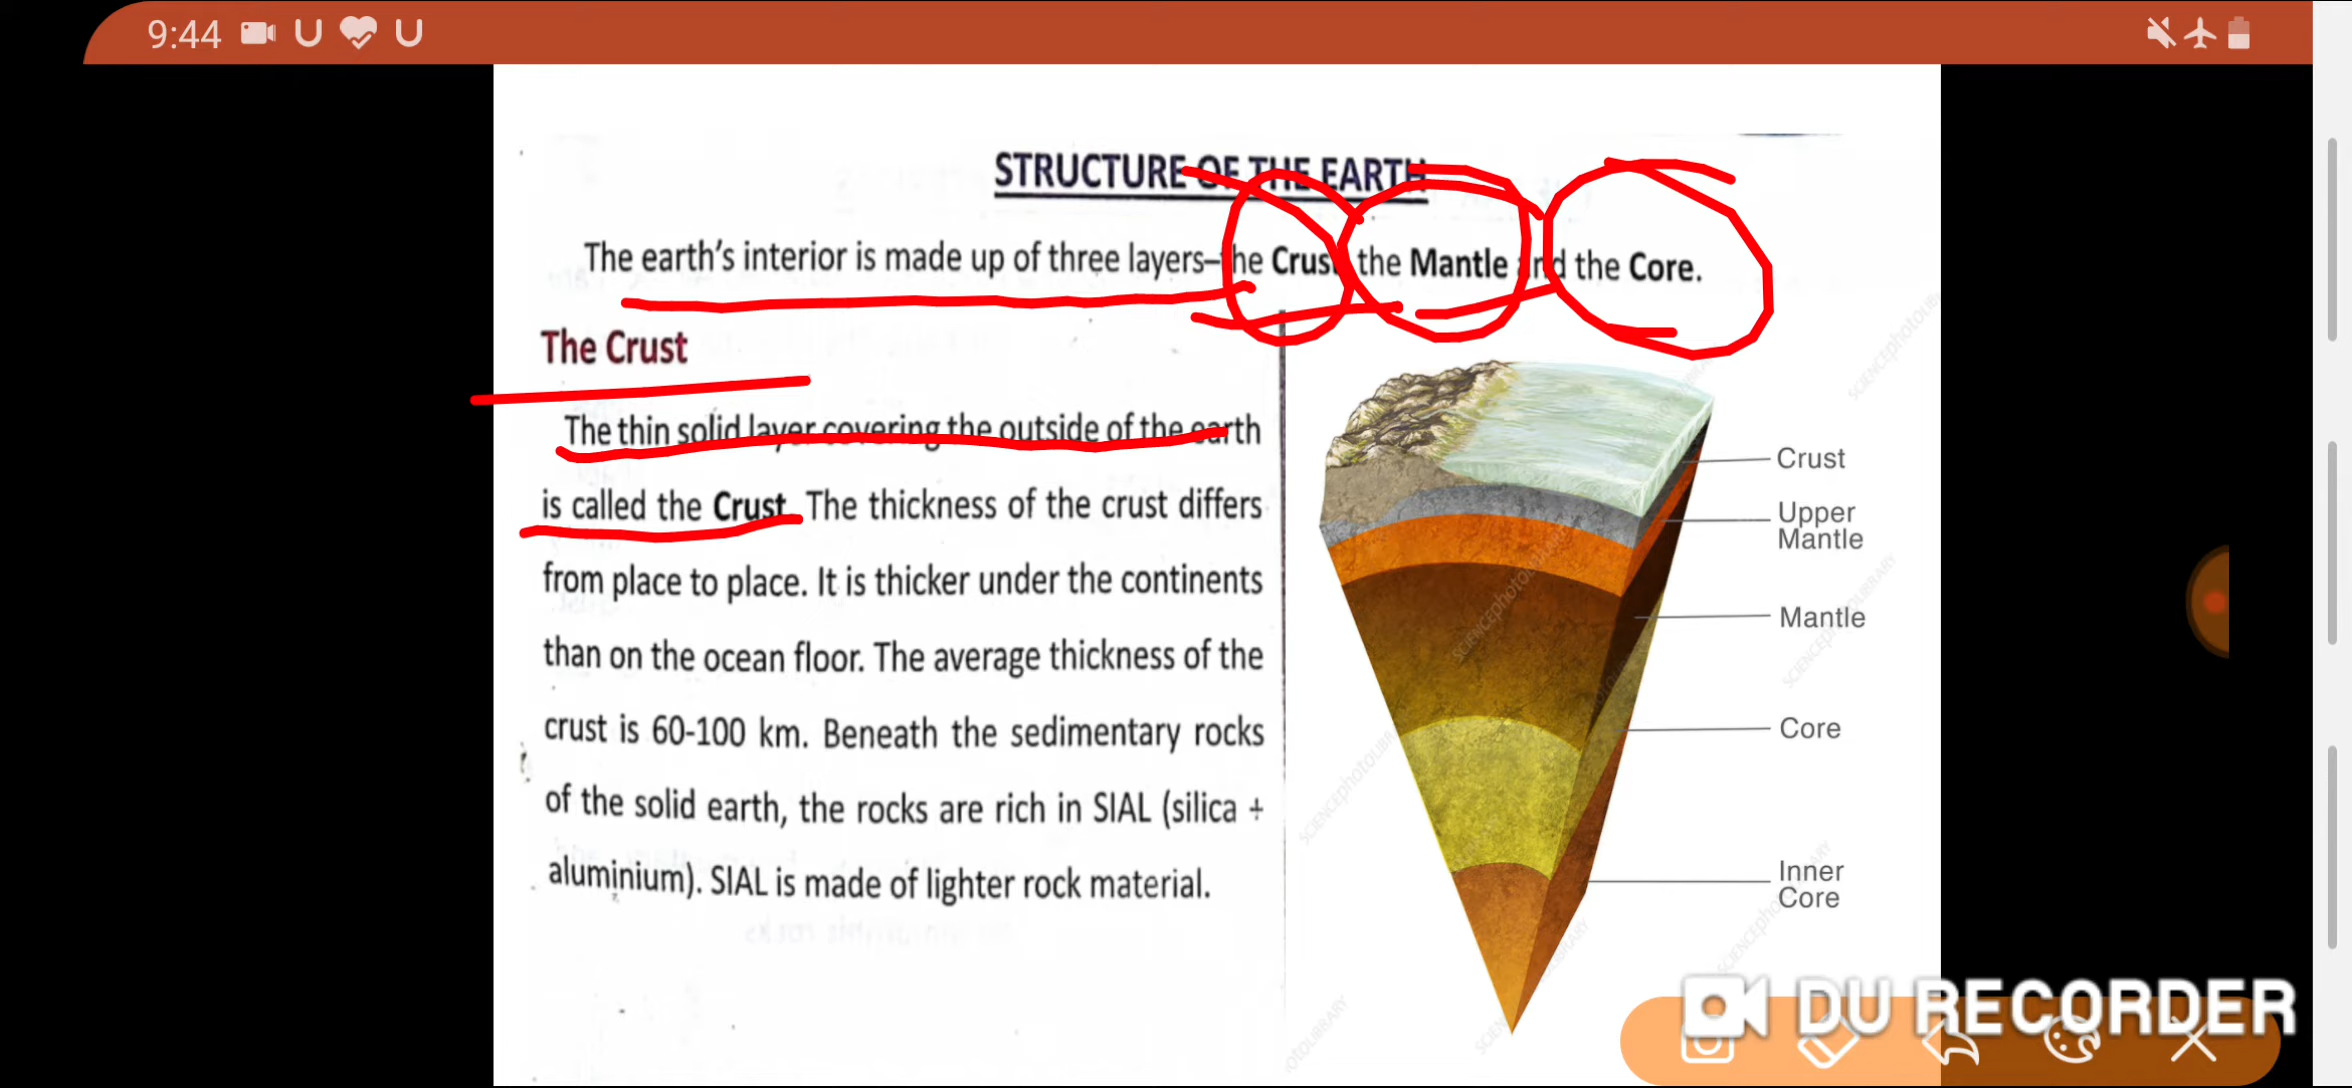 9:44
STRUCTURE OF THE EARTH
The earth's interior is made up of three layers–the Crust, the Mantle and the Core.
The Crust
The thin solid layer covering the outside of the earth
is called the Crust. The thickness of the crust differs
from place to place. It is thicker under the continents
than on the ocean floor. The average thickness of the
crust is 60-100 km. Beneath the sedimentary rocks
of the solid earth, the rocks are rich in SIAL (silica +
aluminium). SIAL is made of lighter rock material.
Crust
Upper
Mantle
Mantle
Core
Inner
Core
SCIENCEphotoLIBRARY
DU RECORDER